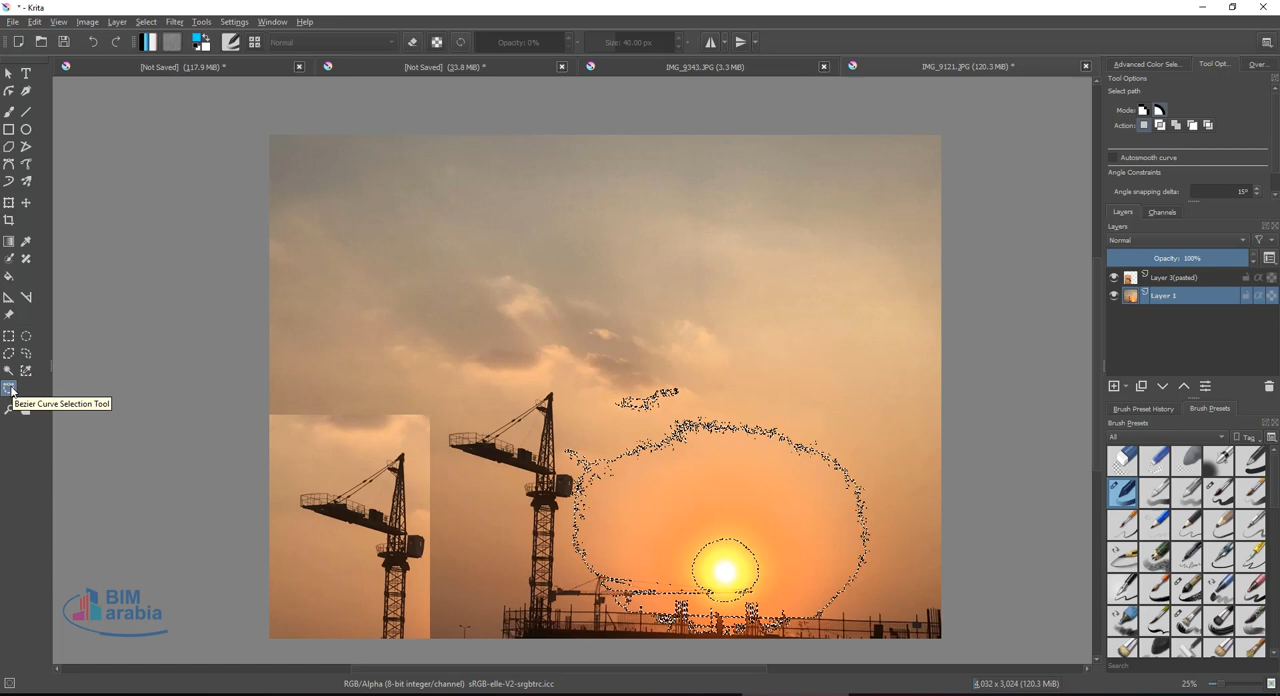 * - Krita
File Edit View Image Layer Select Filter Tools Settings Window Help
Normal Opacity: 0% Size: 40.00 px
[Not Saved] (117.9 MiB) * [Not Saved] (33.8 MiB) * IMG_9343.JPG (3.3 MiB) IMG_9121.JPG (120.3 MiB) *
Advanced Color Sele... Tool Opt... Over...
Tool Options
Select path
Mode:
Action:
Autosmooth curve
Angle Constraints
Angle snapping delta: 15°
Layers Channels
Layers
Normal
Opacity: 100%
Layer 3(pasted)
Layer 1
Bezier Curve Selection Tool
Brush Preset History Brush Presets
Brush Presets
All Tag
BIM
arabia
Search
RGB/Alpha (8-bit integer/channel) sRGB-elle-V2-srgbtrc.icc 4,032 x 3,024 (120.3 MiB) 25%